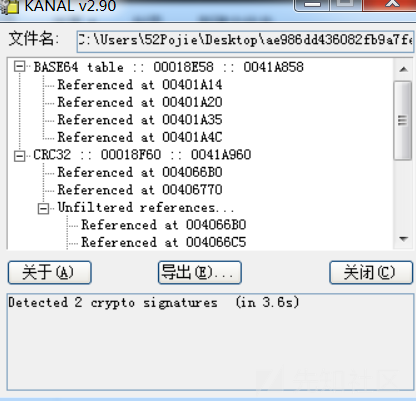 KANAL v2.90
文件名:
C:\Users\52Pojie\Desktop\ae986dd436082fb9a7fe
BASE64 table :: 00018E58 :: 0041A858
Referenced at 00401A14
Referenced at 00401A20
Referenced at 00401A35
Referenced at 00401A4C
CRC32 :: 00018F60 :: 0041A960
Referenced at 004066B0
Referenced at 00406770
Unfiltered references...
Referenced at 004066B0
Referenced at 004066C5
关于(A)
导出(E)...
关闭(C)
Detected 2 crypto signatures  (in 3.6s)